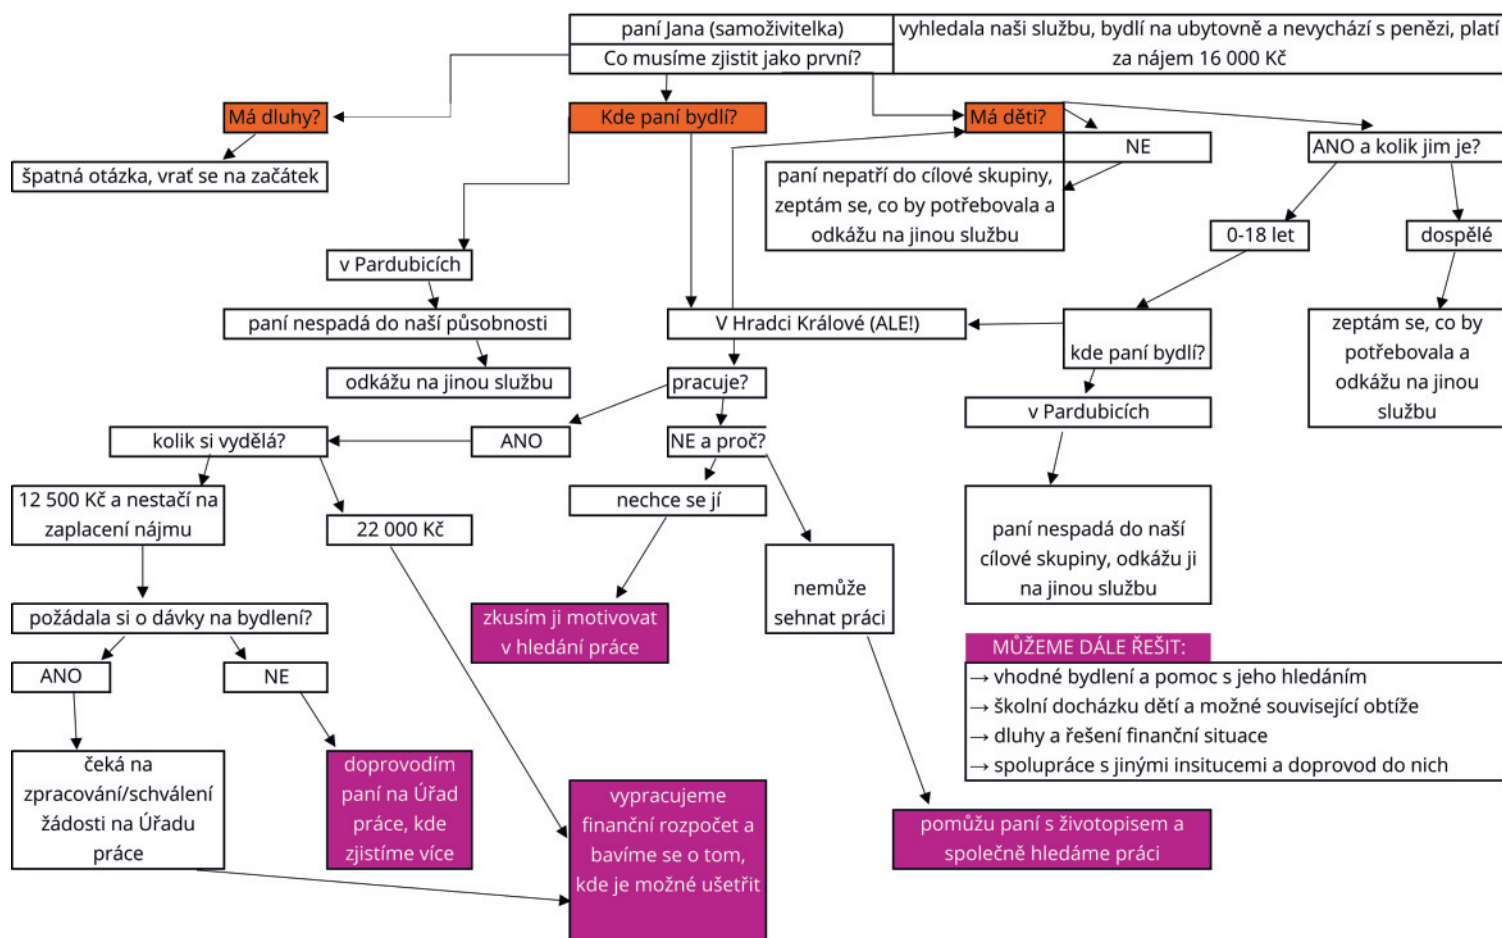 paní Jana (samoživitelka)
Co musíme zjistit jako první?
vyhledala naši službu, bydlí na ubytovně a nevychází s penězi, platí
za nájem 16 000 Kč
Má dluhy?
Kde paní bydlí?
Má děti?
NE
ANO a kolik jim je?
špatná otázka, vrať se na začátek
paní nepatří do cílové skupiny,
zeptám se, co by potřebovala a
odkážu na jinou službu
0-18 let
dospělé
v Pardubicích
paní nespadá do naší působnosti
odkážu na jinou službu
V Hradci Králové (ALE!)
kde paní bydlí?
zeptám se, co by
potřebovala a
odkážu na jinou
službu
pracuje?
v Pardubicích
kolik si vydělá?
ANO
NE a proč?
12 500 Kč a nestačí na
zaplacení nájmu
22 000 Kč
nechce se jí
nemůže
sehnat práci
paní nespadá do naší
cílové skupiny, odkážu ji
na jinou službu
požádala si o dávky na bydlení?
zkusím ji motivovat
v hledání práce
ANO
NE
MŮŽEME DÁLE ŘEŠIT:
→ vhodné bydlení a pomoc s jeho hledáním
→ školní docházku dětí a možné související obtíže
→ dluhy a řešení finanční situace
→ spolupráce s jinými insitucemi a doprovod do nich
čeká na
zpracování/schválení
žádosti na Úřadu
práce
doprovodím
paní na Úřad
práce, kde
zjistíme více
vypracujeme
finanční rozpočet a
bavíme se o tom,
kde je možné ušetřit
pomůžu paní s životopisem a
společně hledáme práci